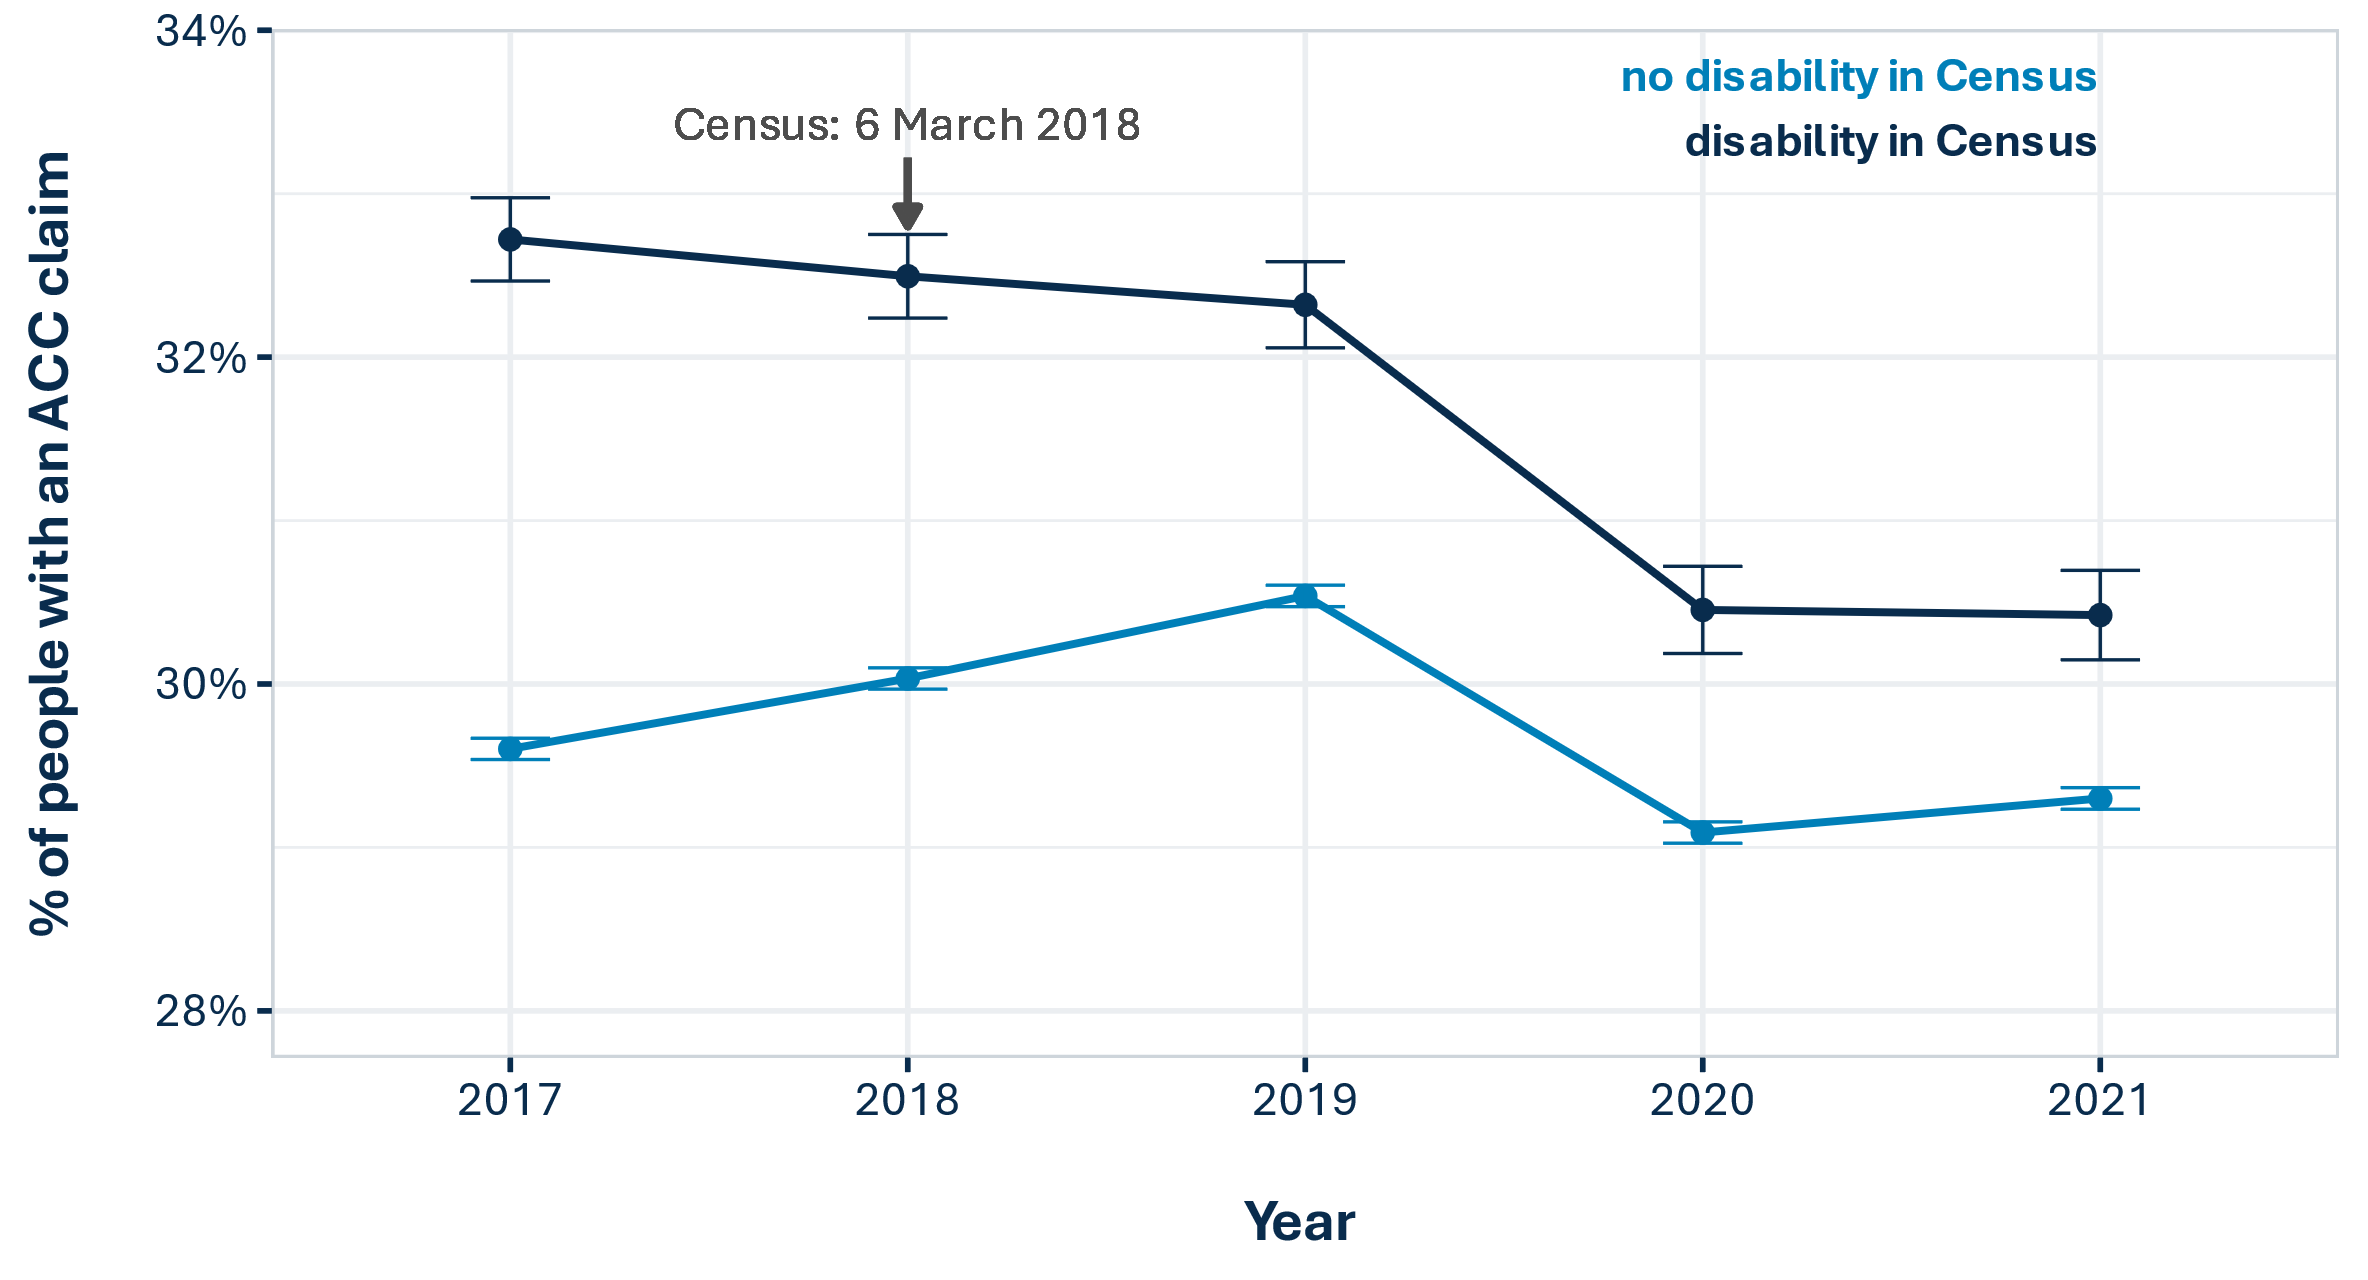 34%
no disability in Census
Census: 6 March 2018
disability in Census
% of people with an ACC claim
32%
30%
28%
2017
2018
2019
2020
2021
Year